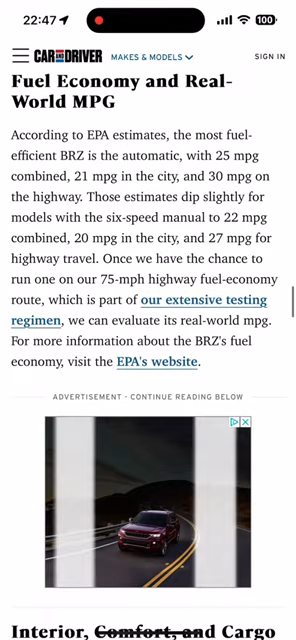 22:47
100
CAR AND DRIVER
MAKES & MODELS
SIGN IN
Fuel Economy and Real-
World MPG
According to EPA estimates, the most fuel-
efficient BRZ is the automatic, with 25 mpg
combined, 21 mpg in the city, and 30 mpg on
the highway. Those estimates dip slightly for
models with the six-speed manual to 22 mpg
combined, 20 mpg in the city, and 27 mpg for
highway travel. Once we have the chance to
run one on our 75-mph highway fuel-economy
route, which is part of our extensive testing
regimen, we can evaluate its real-world mpg.
For more information about the BRZ's fuel
economy, visit the EPA's website.
ADVERTISEMENT - CONTINUE READING BELOW
Interior, Comfort, and Cargo